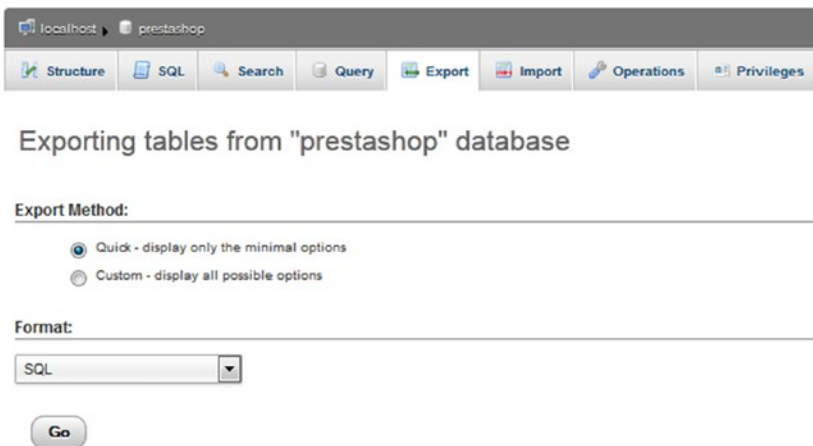 localhost ▸ prestashop
Structure SQL Search Query Export Import Operations Privileges
Exporting tables from "prestashop" database
Export Method:
Quick - display only the minimal options
Custom - display all possible options
Format:
SQL
Go